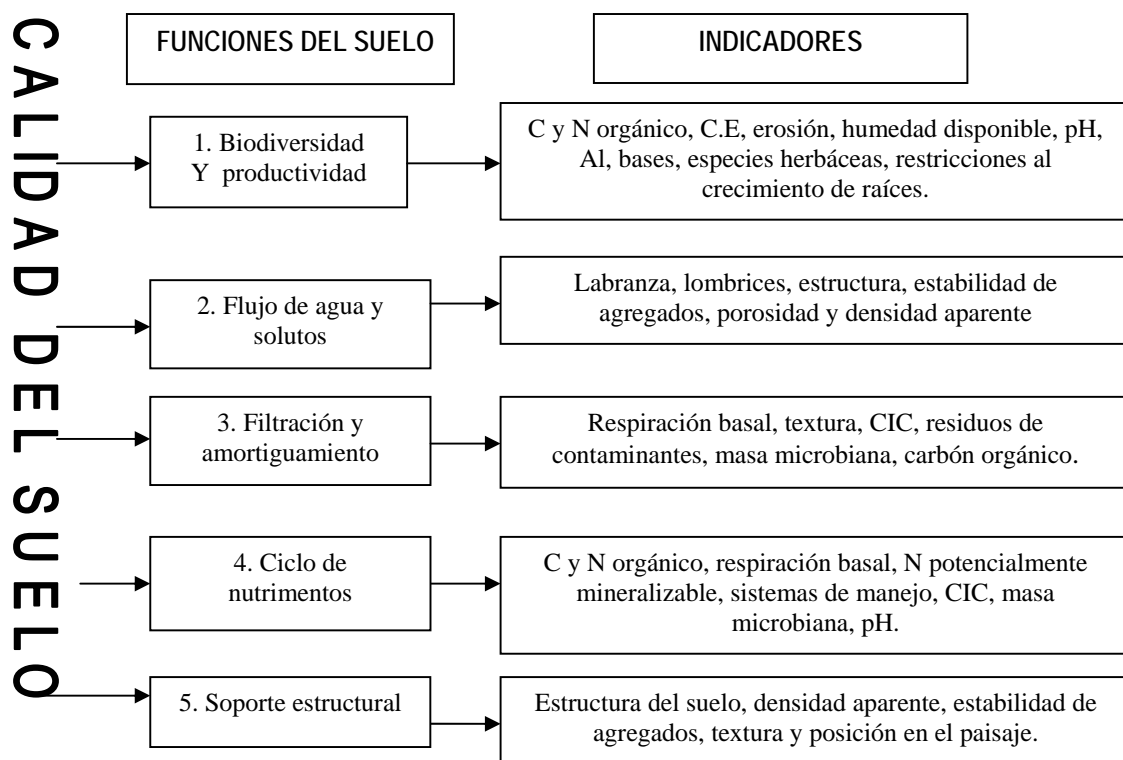 CALIDAD DEL SUELO
FUNCIONES DEL SUELO
INDICADORES
1. Biodiversidad
Y productividad
C y N orgánico, C.E, erosión, humedad disponible, pH,
Al, bases, especies herbáceas, restricciones al
crecimiento de raíces.
2. Flujo de agua y
solutos
Labranza, lombrices, estructura, estabilidad de
agregados, porosidad y densidad aparente
3. Filtración y
amortiguamiento
Respiración basal, textura, CIC, residuos de
contaminantes, masa microbiana, carbón orgánico.
4. Ciclo de
nutrimentos
C y N orgánico, respiración basal, N potencialmente
mineralizable, sistemas de manejo, CIC, masa
microbiana, pH.
5. Soporte estructural
Estructura del suelo, densidad aparente, estabilidad de
agregados, textura y posición en el paisaje.